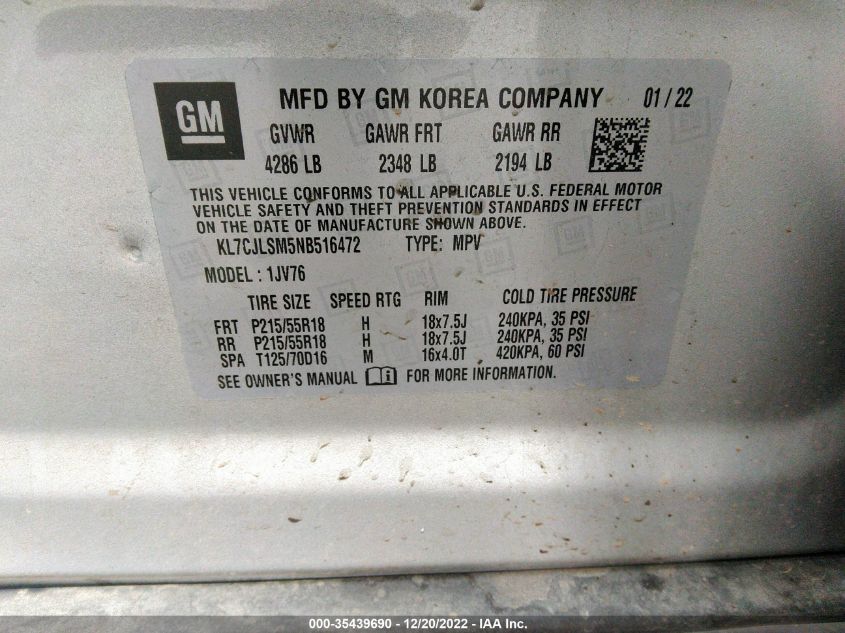 GM
MFD BY GM KOREA COMPANY 01 / 22
GVWR GAWR FRT GAWR RR
4286 LB 2348 LB 2194 LB
THIS VEHICLE CONFORMS TO ALL APPLICABLE U.S. FEDERAL MOTOR
VEHICLE SAFETY AND THEFT PREVENTION STANDARDS IN EFFECT
ON THE DATE OF MANUFACTURE SHOWN ABOVE.
KL7CJLSM5NB516472 TYPE: MPV
MODEL : 1JV76
TIRE SIZE SPEED RTG RIM COLD TIRE PRESSURE
FRT P215/55R18 H 18x7.5J 240KPA, 35 PSI
RR P215/55R18 H 18x7.5J 240KPA, 35 PSI
SPA T125/70D16 M 16x4.0T 420KPA, 60 PSI
SEE OWNER'S MANUAL FOR MORE INFORMATION.
000-35439690 - 12/20/2022 - IAA Inc.